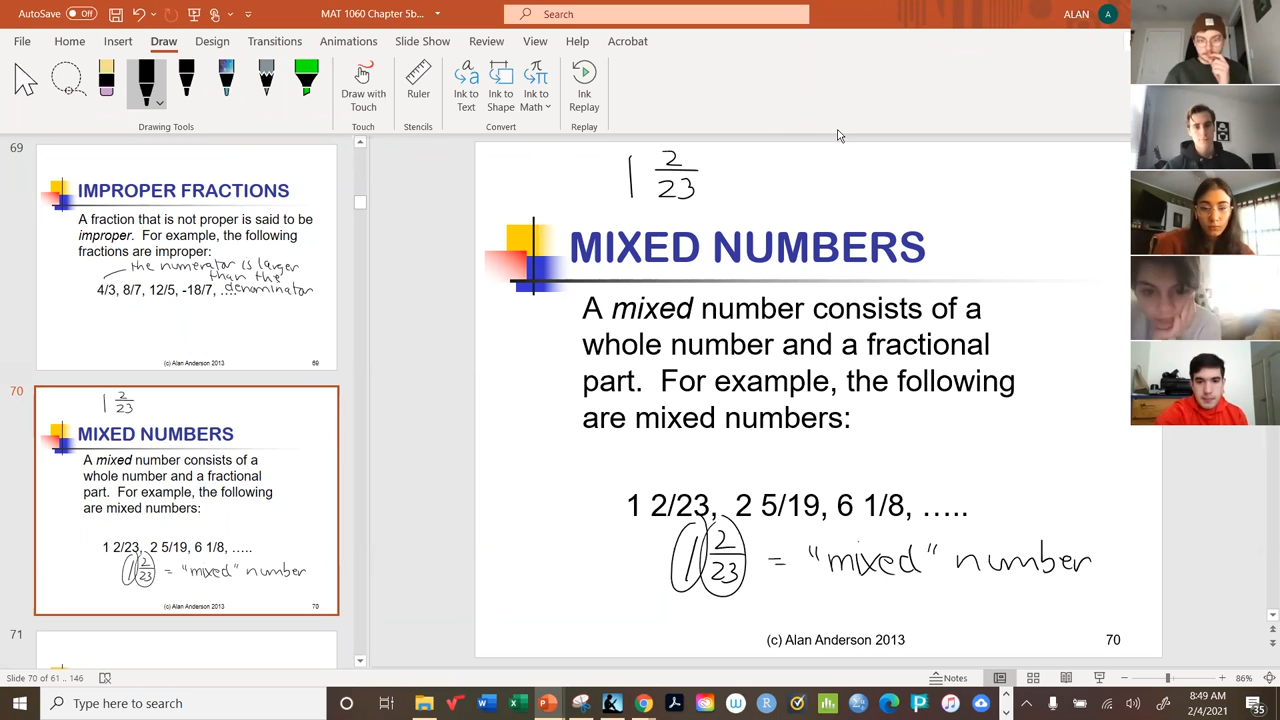 AutoSave Off
MAT 1060 Chapter 5b...
Search
ALAN
A
File Home Insert Draw Design Transitions Animations Slide Show Review View Help Acrobat
Draw with Touch
Ruler
Ink to Text
Ink to Shape
Ink to Math
Ink Replay
Drawing Tools
Touch
Stencils
Convert
Replay
69
IMPROPER FRACTIONS
A fraction that is not proper is said to be
improper. For example, the following
fractions are improper:
the numerator is larger
than the
denominator
4/3, 8/7, 12/5, -18/7, ....
(c) Alan Anderson 2013
69
70
1 2/23
MIXED NUMBERS
A mixed number consists of a
whole number and a fractional
part. For example, the following
are mixed numbers:
1 2/23, 2 5/19, 6 1/8, .....
1 2/23 = "mixed" number
(c) Alan Anderson 2013
70
71
1 2/23
MIXED NUMBERS
A mixed number consists of a
whole number and a fractional
part. For example, the following
are mixed numbers:
1 2/23, 2 5/19, 6 1/8, .....
1 2/23 = "mixed" number
(c) Alan Anderson 2013
70
Slide 70 of 61 .. 146
Notes
86%
Type here to search
8:49 AM
2/4/2021
35